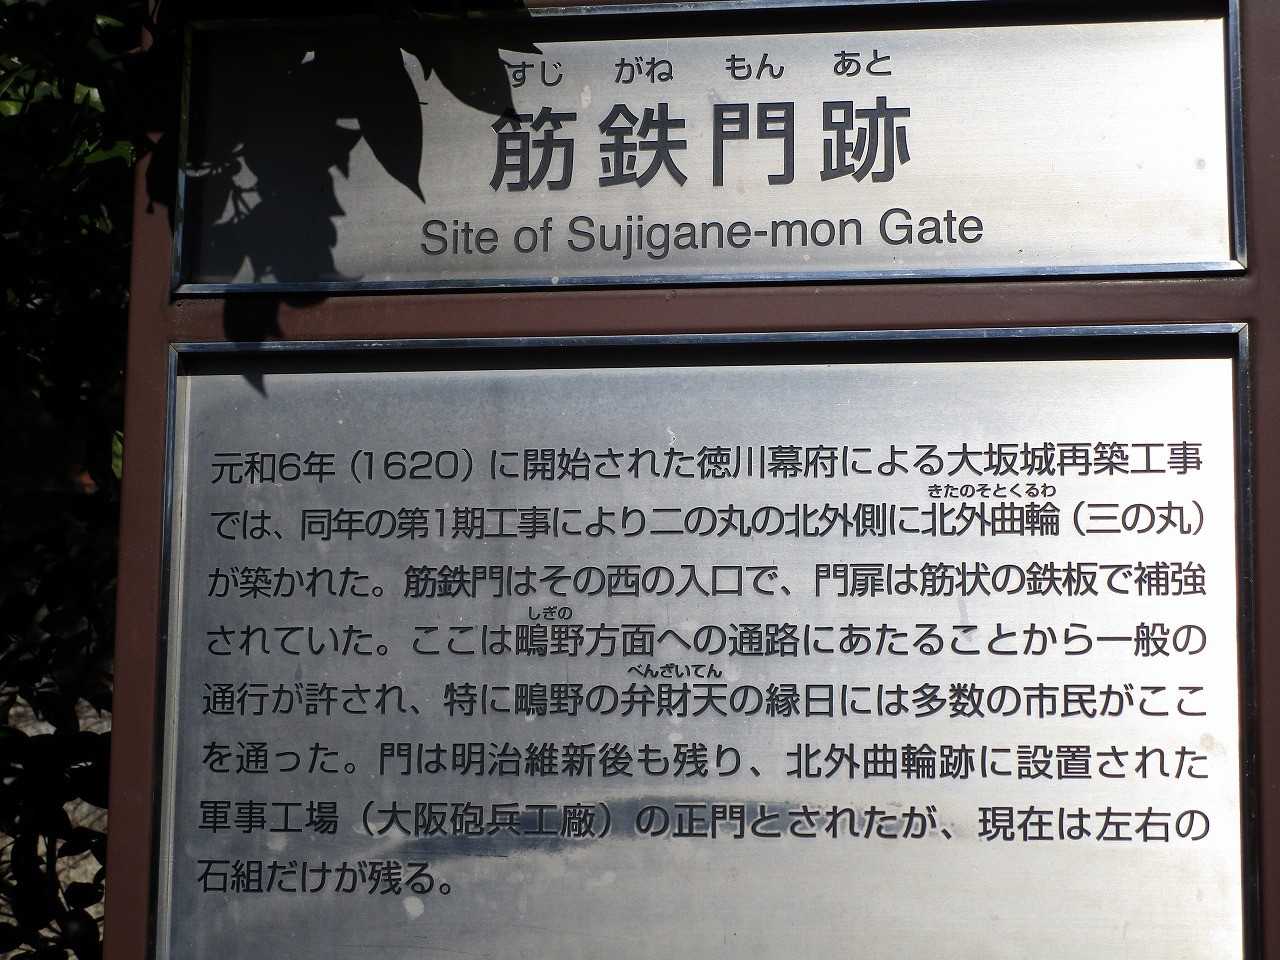 すじ がね もん あと
筋鉄門跡
Site of Sujigane-mon Gate
元和6年(1620)に開始された徳川幕府による大坂城再築工事
きたのそとくるわ
では、同年の第1期工事により二の丸の北外側に北外曲輪(三の丸)
が築かれた。筋鉄門はその西の入口で、門扉は筋状の鉄板で補強
しぎの
されていた。ここは鴫野方面への通路にあたることから一般の
べんざいてん
通行が許され、特に鴫野の弁財天の縁日には多数の市民がここ
を通った。門は明治維新後も残り、北外曲輪跡に設置された
軍事工場(大阪砲兵工廠)の正門とされたが、現在は左右の
石組だけが残る。